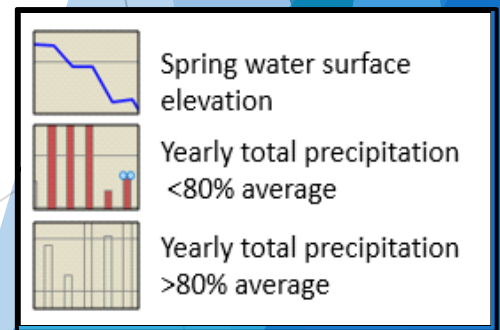 Spring water surface
elevation
Yearly total precipitation
<80% average
Yearly total precipitation
>80% average